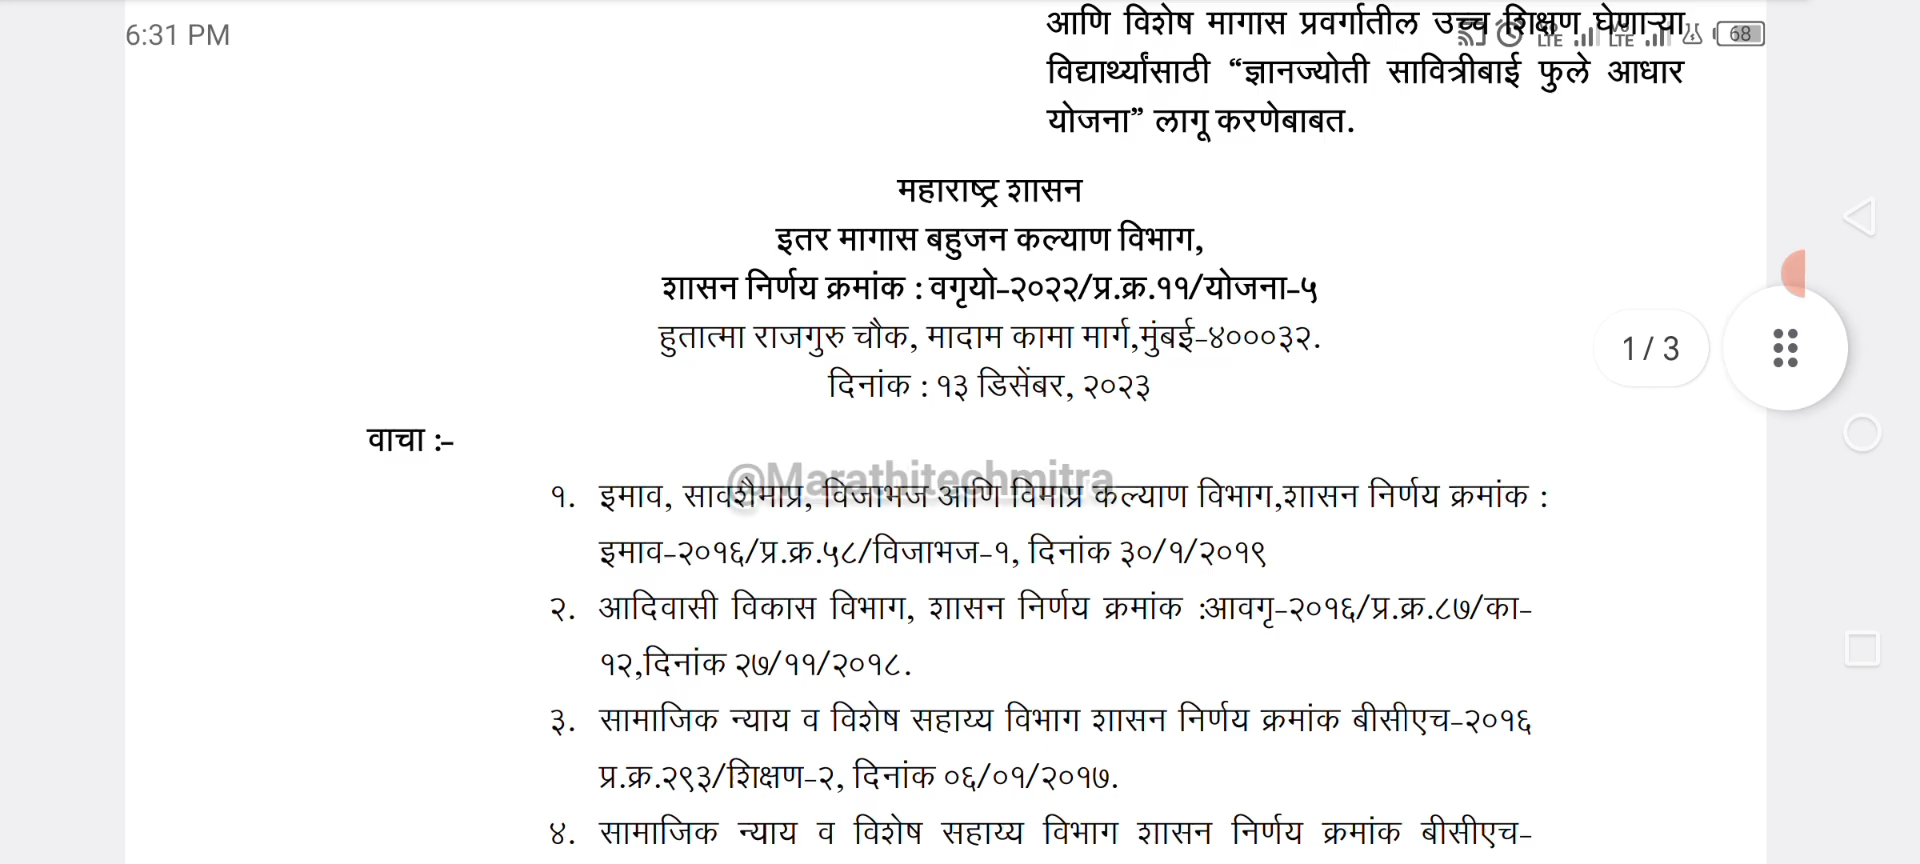 6:31 PM
68
आणि विशेष मागास प्रवर्गातील उच्च शिक्षण घेणाऱ्या
विद्यार्थ्यांसाठी “ज्ञानज्योती सावित्रीबाई फुले आधार
योजना” लागू करणेबाबत.
महाराष्ट्र शासन
इतर मागास बहुजन कल्याण विभाग,
शासन निर्णय क्रमांक : वगृयो-२०२२/प्र.क्र.११/योजना-५
हुतात्मा राजगुरु चौक, मादाम कामा मार्ग,मुंबई-४०००३२.
दिनांक : १३ डिसेंबर, २०२३
1 / 3
वाचा :-
@Marathitechmitra
१. इमाव, सावशैमाप्र, विजाभज आणि विमाप्र कल्याण विभाग,शासन निर्णय क्रमांक :
इमाव-२०१६/प्र.क्र.५८/विजाभज-१, दिनांक ३०/१/२०१९
२. आदिवासी विकास विभाग, शासन निर्णय क्रमांक :आवगृ-२०१६/प्र.क्र.८७/का-
१२,दिनांक २७/११/२०१८.
३. सामाजिक न्याय व विशेष सहाय्य विभाग शासन निर्णय क्रमांक बीसीएच-२०१६
प्र.क्र.२९३/शिक्षण-२, दिनांक ०६/०१/२०१७.
४. सामाजिक न्याय व विशेष सहाय्य विभाग शासन निर्णय क्रमांक बीसीएच-